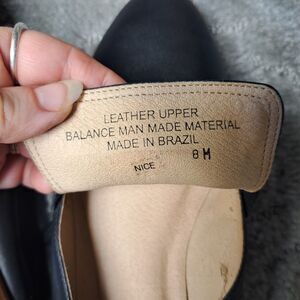 LEATHER UPPER
BALANCE MAN MADE MATERIAL
MADE IN BRAZIL
NICE 8 M